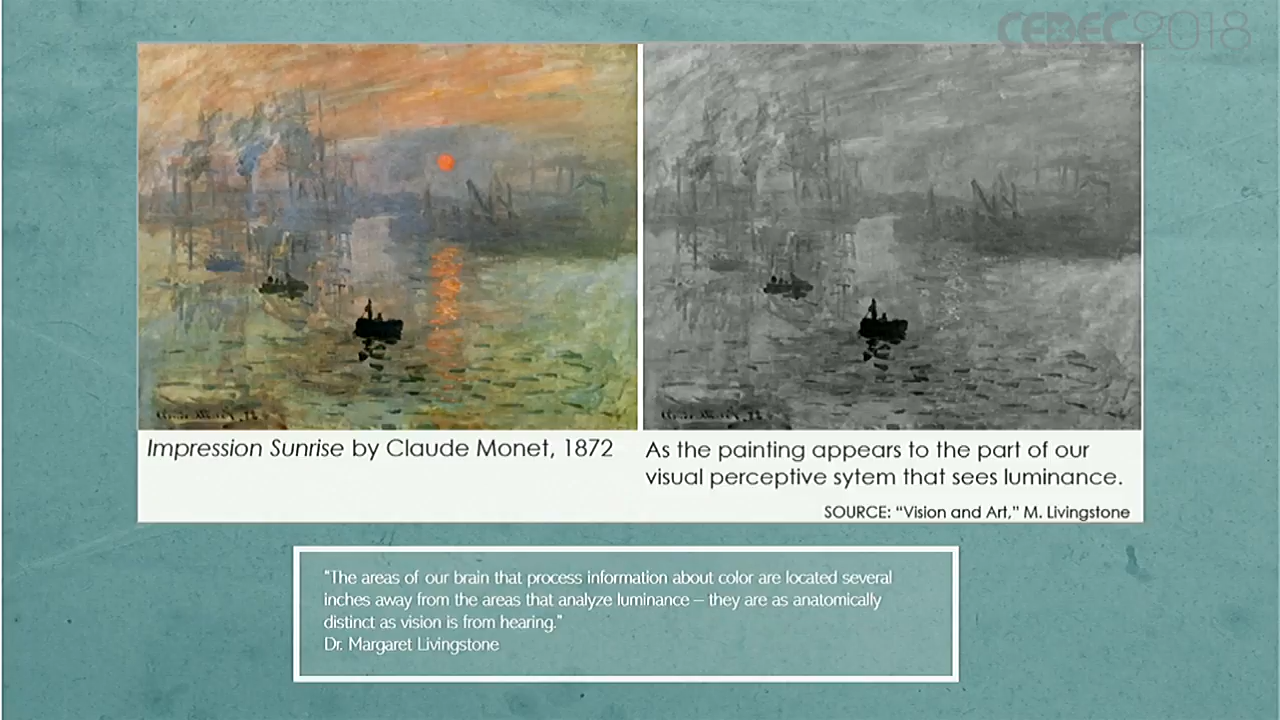 CEDEC2018
Impression Sunrise by Claude Monet, 1872
As the painting appears to the part of our
visual perceptive sytem that sees luminance.
SOURCE: “Vision and Art,” M. Livingstone
"The areas of our brain that process information about color are located several
inches away from the areas that analyze luminance – they are as anatomically
distinct as vision is from hearing."
Dr. Margaret Livingstone